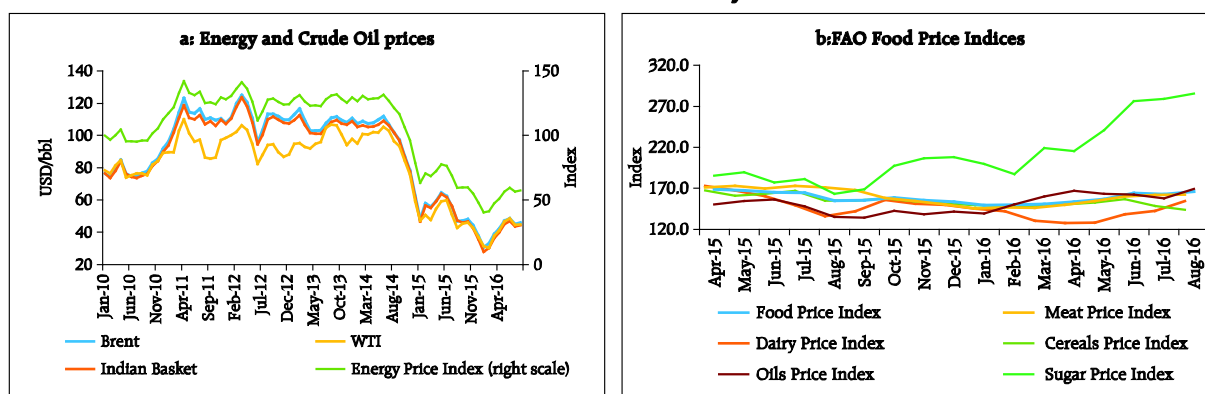 a: Energy and Crude Oil prices
140
120
100
80
60
40
20
USD/bbl
150
100
50
0
Index
Jan-10
Jun-10
Nov-10
Apr-11
Sep-11
Feb-12
Jul-12
Dec-12
May-13
Oct-13
Mar-14
Aug-14
Jan-15
Jun-15
Nov-15
Apr-16
Brent
WTI
Indian Basket
Energy Price Index (right scale)
b:FAO Food Price Indices
320.0
270.0
220.0
170.0
120.0
Index
Apr-15
May-15
Jun-15
Jul-15
Aug-15
Sep-15
Oct-15
Nov-15
Dec-15
Jan-16
Feb-16
Mar-16
Apr-16
May-16
Jun-16
Jul-16
Aug-16
Food Price Index
Meat Price Index
Dairy Price Index
Cereals Price Index
Oils Price Index
Sugar Price Index